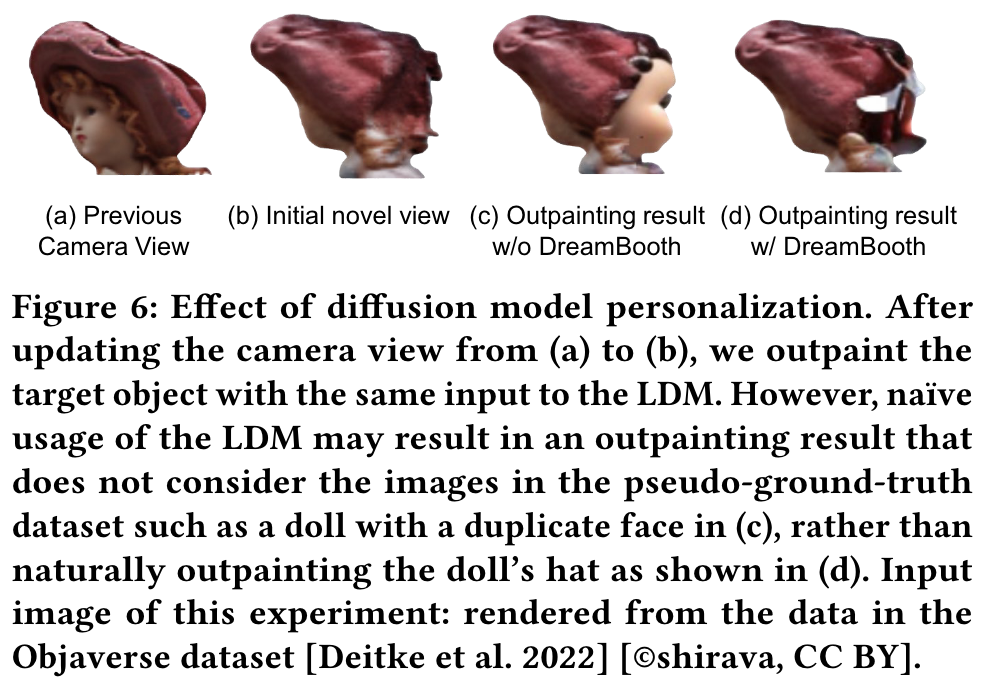 (a) Previous Camera View
(b) Initial novel view
(c) Outpainting result w/o DreamBooth
(d) Outpainting result w/ DreamBooth
Figure 6: Effect of diffusion model personalization. After
updating the camera view from (a) to (b), we outpaint the
target object with the same input to the LDM. However, naïve
usage of the LDM may result in an outpainting result that
does not consider the images in the pseudo-ground-truth
dataset such as a doll with a duplicate face in (c), rather than
naturally outpainting the doll's hat as shown in (d). Input
image of this experiment: rendered from the data in the
Objaverse dataset [Deitke et al. 2022] [©shirava, CC BY].